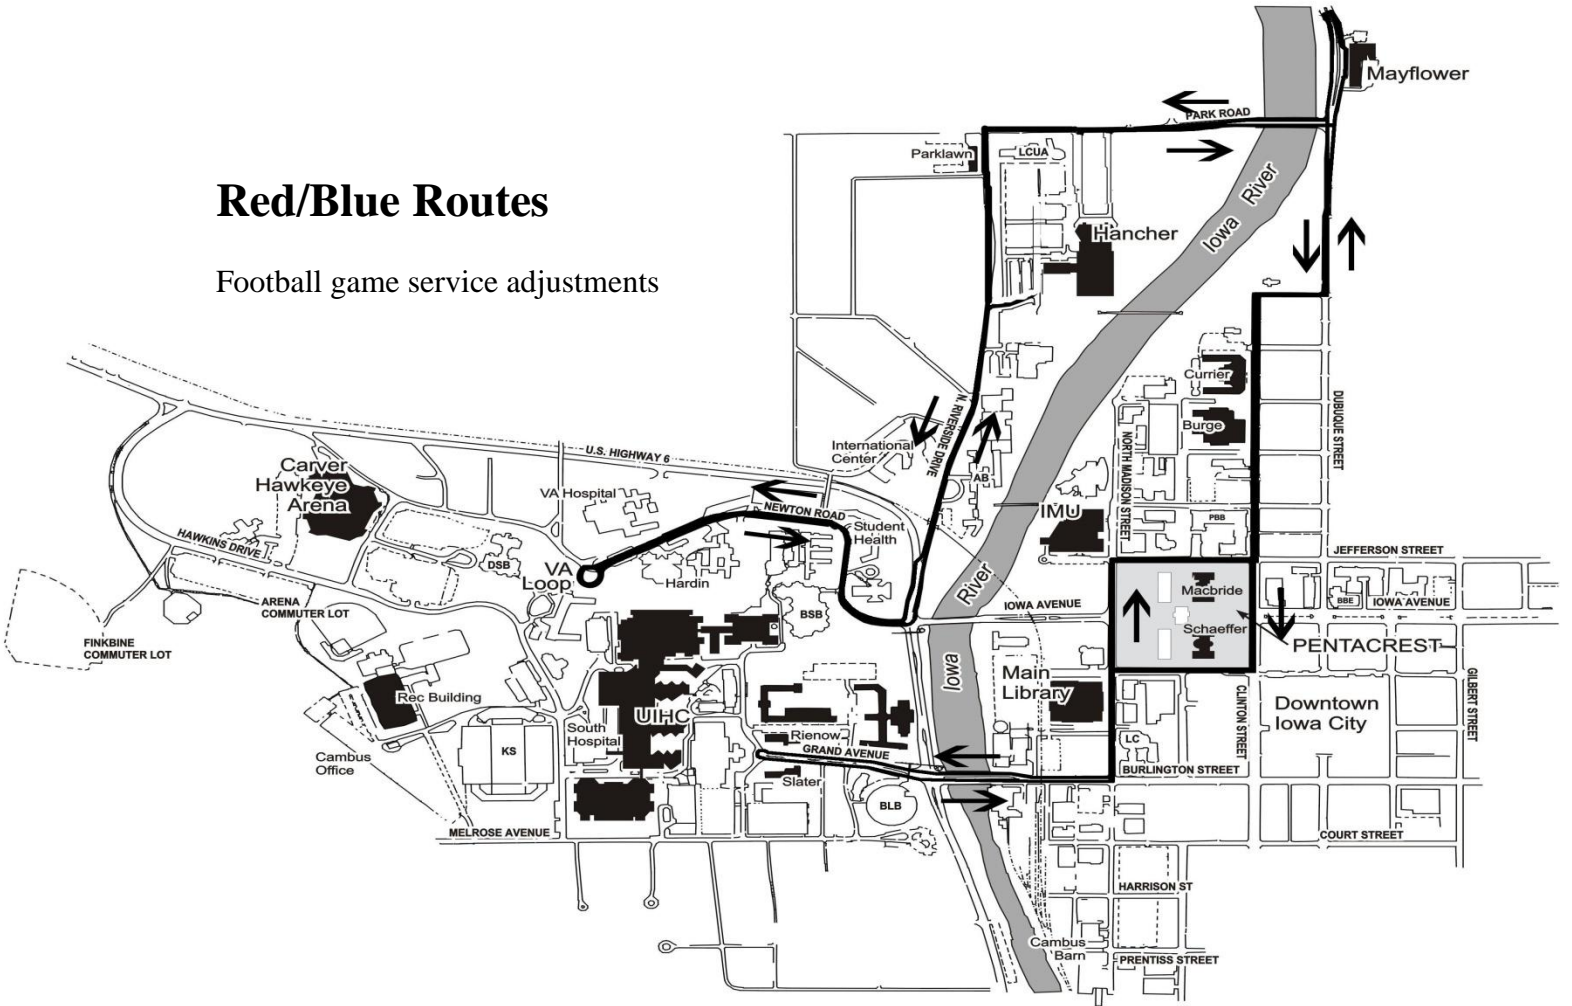 Mayflower
PARK ROAD
Parklawn
LCUA
Red/Blue Routes
Iowa River
Hancher
Football game service adjustments
Currier
DUBUQUE STREET
N. RIVERSIDE DRIVE
Burge
NORTH MADISON STREET
International
Center
U.S. HIGHWAY 6
Carver
Hawkeye
Arena
AB
VA Hospital
NEWTON ROAD
IMU
PBB
Student
Health
HAWKINS DRIVE
JEFFERSON STREET
DSB
VA
Loop
Hardin
River
Macbride
BBE
IOWA AVENUE
IOWA AVENUE
ARENA
COMMUTER LOT
BSB
Schaeffer
PENTACREST
FINKBINE
COMMUTER LOT
Iowa
Main
Library
Rec Building
UIHC
CLINTON STREET
GILBERT STREET
Downtown
Iowa City
South
Hospital
Rienow
LC
KS
GRAND AVENUE
Cambus
Office
BURLINGTON STREET
Slater
BLB
MELROSE AVENUE
COURT STREET
HARRISON ST
Cambus
Barn
PRENTISS STREET